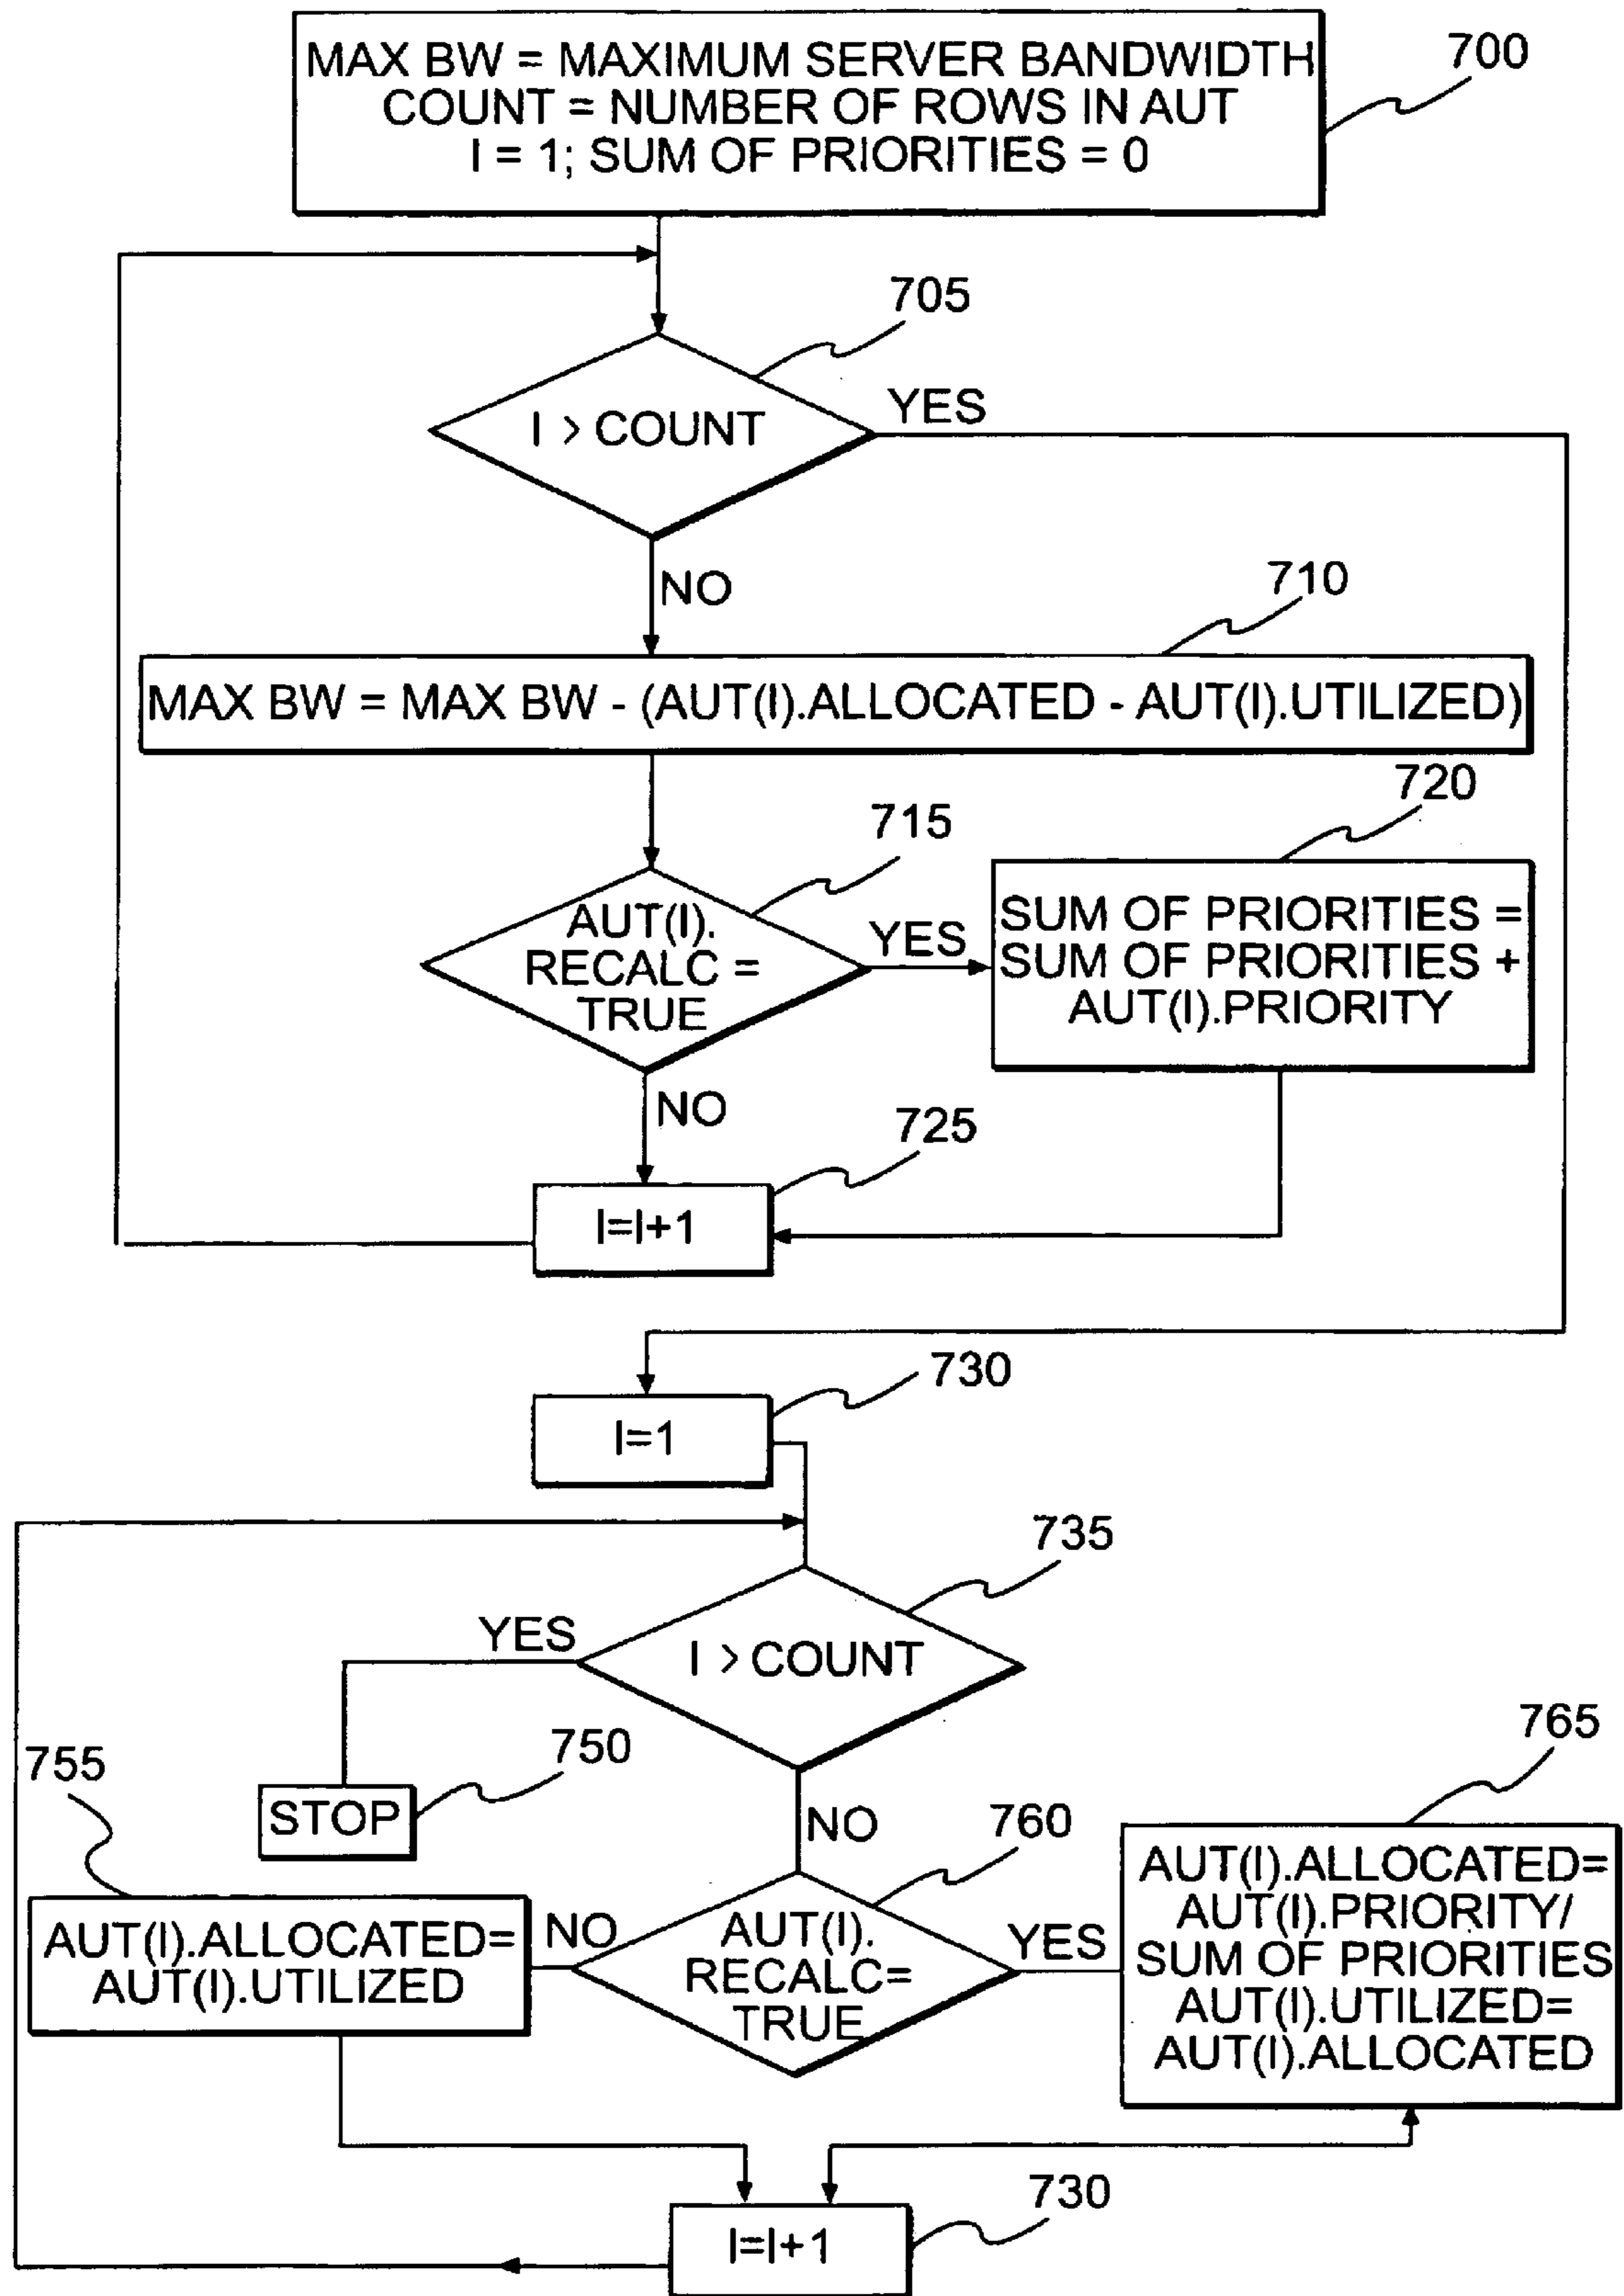 MAX BW = MAXIMUM SERVER BANDWIDTH
COUNT = NUMBER OF ROWS IN AUT
I = 1; SUM OF PRIORITIES = 0
700
705
I > COUNT
YES
NO
710
MAX BW = MAX BW - (AUT(I).ALLOCATED - AUT(I).UTILIZED)
715
720
AUT(I).
RECALC =
TRUE
YES
SUM OF PRIORITIES =
SUM OF PRIORITIES +
AUT(I).PRIORITY
NO
725
I=I+1
730
I=1
735
YES
I > COUNT
750
STOP
NO
755
760
765
AUT(I).ALLOCATED=
AUT(I).UTILIZED
NO
AUT(I).
RECALC=
TRUE
YES
AUT(I).ALLOCATED=
AUT(I).PRIORITY/
SUM OF PRIORITIES
AUT(I).UTILIZED=
AUT(I).ALLOCATED
730
I=I+1